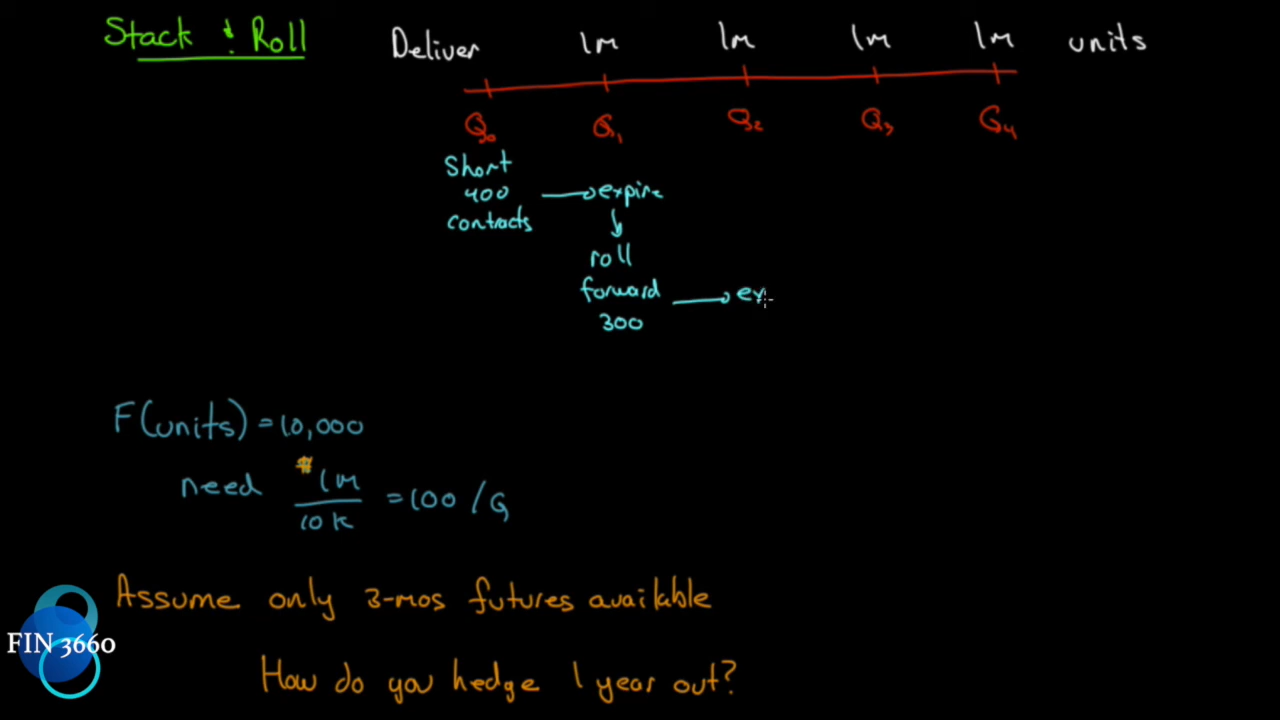 Stack & Roll
Deliver 1m 1m 1m 1m units
Q0 Q1 Q2 Q3 Q4
Short
400 → expire
contracts
roll
forward → ex
300
F(units) = 10,000
need # 1m / 10k = 100 / Q
Assume only 3-mos futures available
FIN 3660
How do you hedge 1 year out?